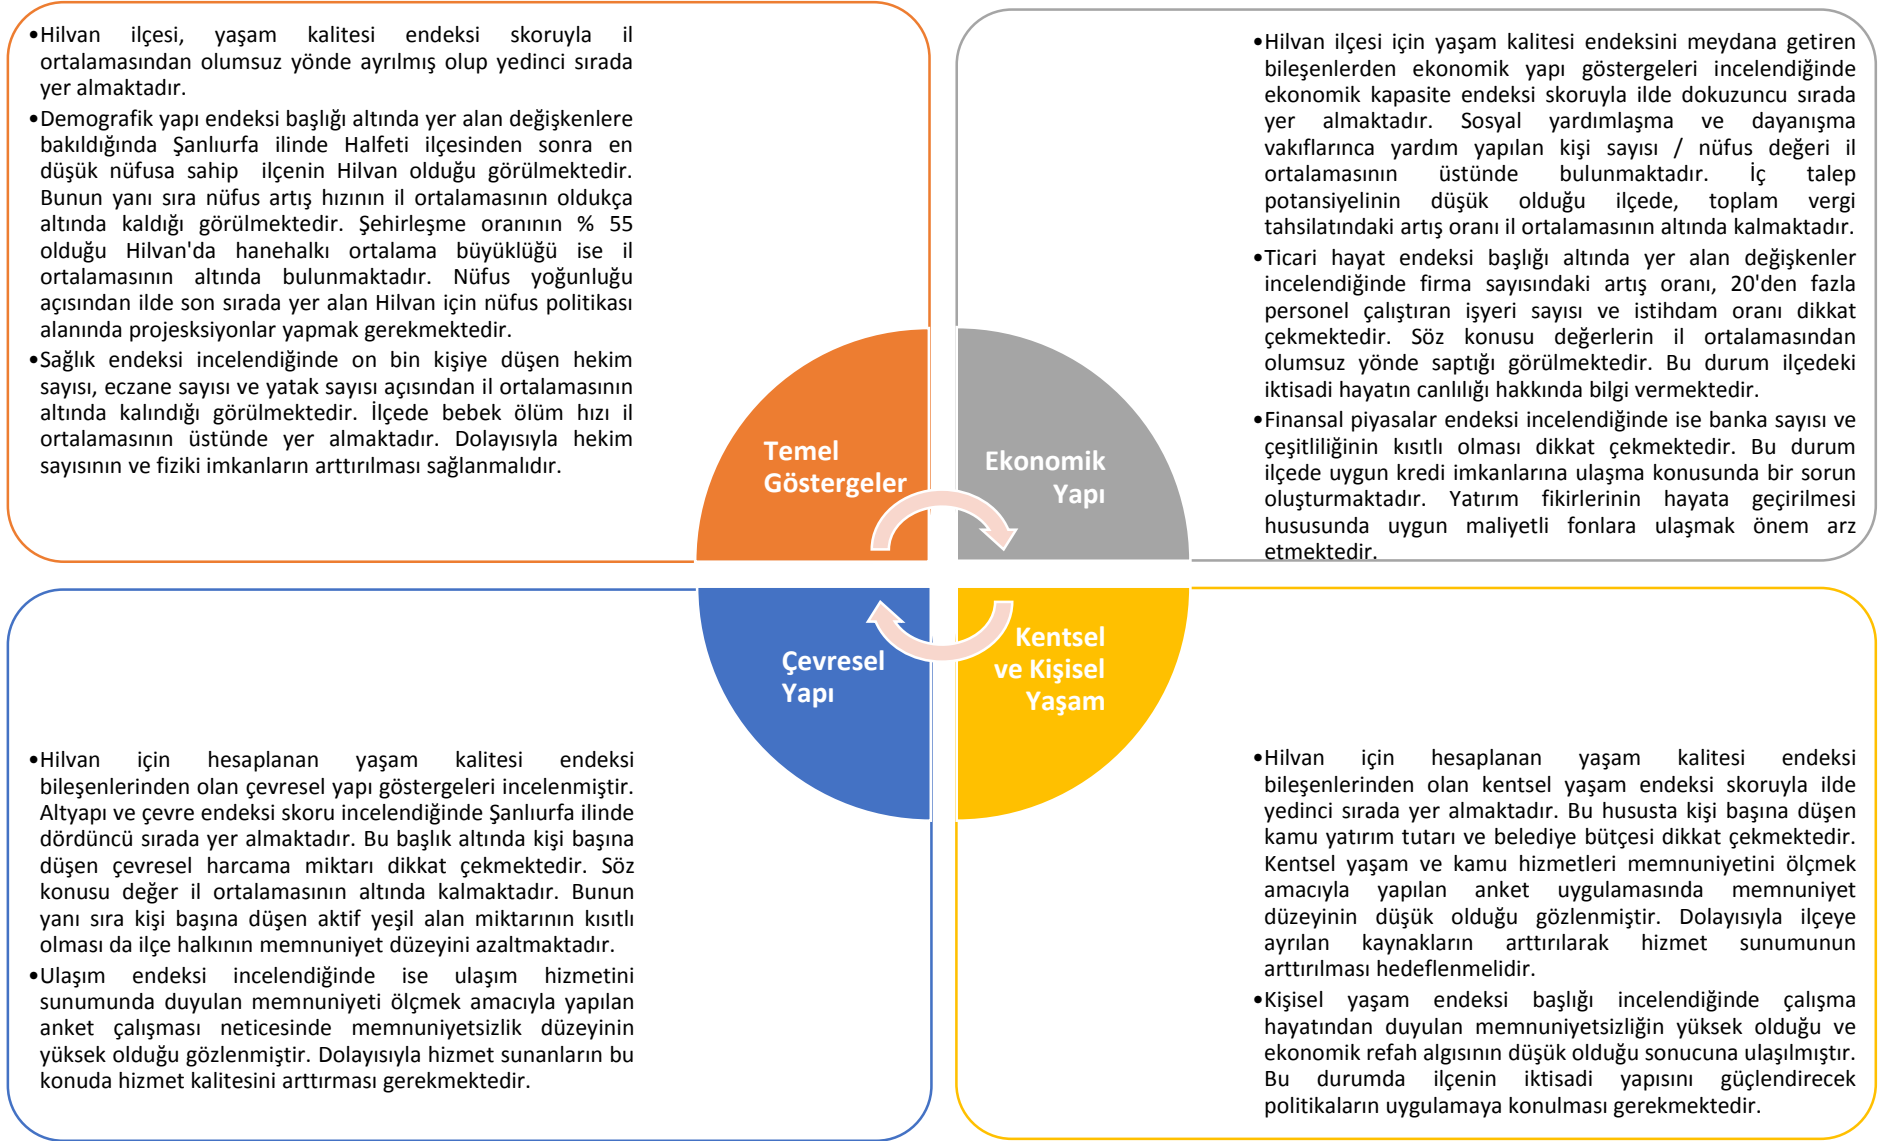 •Hilvan ilçesi, yaşam kalitesi endeksi skoruyla il
ortalamasından olumsuz yönde ayrılmış olup yedinci sırada
yer almaktadır.
•Demografik yapı endeksi başlığı altında yer alan değişkenlere
bakıldığında Şanlıurfa ilinde Halfeti ilçesinden sonra en
düşük nüfusa sahip ilçenin Hilvan olduğu görülmektedir.
Bunun yanı sıra nüfus artış hızının il ortalamasının oldukça
altında kaldığı görülmektedir. Şehirleşme oranının % 55
olduğu Hilvan'da hanehalkı ortalama büyüklüğü ise il
ortalamasının altında bulunmaktadır. Nüfus yoğunluğu
açısından ilde son sırada yer alan Hilvan için nüfus politikası
alanında projesksiyonlar yapmak gerekmektedir.
•Sağlık endeksi incelendiğinde on bin kişiye düşen hekim
sayısı, eczane sayısı ve yatak sayısı açısından il ortalamasının
altında kalındığı görülmektedir. İlçede bebek ölüm hızı il
ortalamasının üstünde yer almaktadır. Dolayısıyla hekim
sayısının ve fiziki imkanların arttırılması sağlanmalıdır.
Temel
Göstergeler
•Hilvan ilçesi için yaşam kalitesi endeksini meydana getiren
bileşenlerden ekonomik yapı göstergeleri incelendiğinde
ekonomik kapasite endeksi skoruyla ilde dokuzuncu sırada
yer almaktadır. Sosyal yardımlaşma ve dayanışma
vakıflarınca yardım yapılan kişi sayısı / nüfus değeri il
ortalamasının üstünde bulunmaktadır. İç talep
potansiyelinin düşük olduğu ilçede, toplam vergi
tahsilatındaki artış oranı il ortalamasının altında kalmaktadır.
•Ticari hayat endeksi başlığı altında yer alan değişkenler
incelendiğinde firma sayısındaki artış oranı, 20'den fazla
personel çalıştıran işyeri sayısı ve istihdam oranı dikkat
çekmektedir. Söz konusu değerlerin il ortalamasından
olumsuz yönde saptığı görülmektedir. Bu durum ilçedeki
iktisadi hayatın canlılığı hakkında bilgi vermektedir.
•Finansal piyasalar endeksi incelendiğinde ise banka sayısı ve
çeşitliliğinin kısıtlı olması dikkat çekmektedir. Bu durum
ilçede uygun kredi imkanlarına ulaşma konusunda bir sorun
oluşturmaktadır. Yatırım fikirlerinin hayata geçirilmesi
hususunda uygun maliyetli fonlara ulaşmak önem arz
etmektedir.
Ekonomik
Yapı
Çevresel
Yapı
•Hilvan için hesaplanan yaşam kalitesi endeksi
bileşenlerinden olan çevresel yapı göstergeleri incelenmiştir.
Altyapı ve çevre endeksi skoru incelendiğinde Şanlıurfa ilinde
dördüncü sırada yer almaktadır. Bu başlık altında kişi başına
düşen çevresel harcama miktarı dikkat çekmektedir. Söz
konusu değer il ortalamasının altında kalmaktadır. Bunun
yanı sıra kişi başına düşen aktif yeşil alan miktarının kısıtlı
olması da ilçe halkının memnuniyet düzeyini azaltmaktadır.
•Ulaşım endeksi incelendiğinde ise ulaşım hizmetini
sunumunda duyulan memnuniyeti ölçmek amacıyla yapılan
anket çalışması neticesinde memnuniyetsizlik düzeyinin
yüksek olduğu gözlenmiştir. Dolayısıyla hizmet sunanların bu
konuda hizmet kalitesini arttırması gerekmektedir.
Kentsel
ve Kişisel
Yaşam
•Hilvan için hesaplanan yaşam kalitesi endeksi
bileşenlerinden olan kentsel yaşam endeksi skoruyla ilde
yedinci sırada yer almaktadır. Bu hususta kişi başına düşen
kamu yatırım tutarı ve belediye bütçesi dikkat çekmektedir.
Kentsel yaşam ve kamu hizmetleri memnuniyetini ölçmek
amacıyla yapılan anket uygulamasında memnuniyet
düzeyinin düşük olduğu gözlenmiştir. Dolayısıyla ilçeye
ayrılan kaynakların arttırılarak hizmet sunumunun
arttırılması hedeflenmelidir.
•Kişisel yaşam endeksi başlığı incelendiğinde çalışma
hayatından duyulan memnuniyetsizliğin yüksek olduğu ve
ekonomik refah algısının düşük olduğu sonucuna ulaşılmıştır.
Bu durumda ilçenin iktisadi yapısını güçlendirecek
politikaların uygulamaya konulması gerekmektedir.